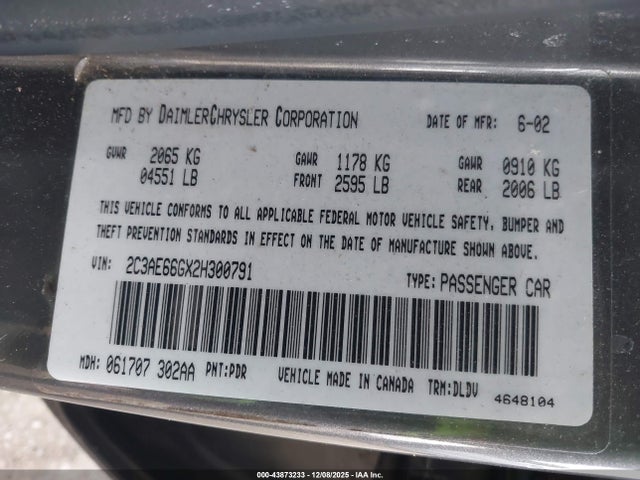 MFD BY DAIMLERCHRYSLER CORPORATION DATE OF MFR: 6-02
GVWR 2065 KG GAWR 1178 KG GAWR 0910 KG
04551 LB FRONT 2595 LB REAR 2006 LB
THIS VEHICLE CONFORMS TO ALL APPLICABLE FEDERAL MOTOR VEHICLE SAFETY, BUMPER AND
THEFT PREVENTION STANDARDS IN EFFECT ON THE DATE OF MANUFACTURE SHOWN ABOVE.
VIN: 2C3AE66GX2H300791 TYPE: PASSENGER CAR
MDH: 061707 302AA PNT:PDR VEHICLE MADE IN CANADA TRM:DLDV
4648104
00-43873233 - 12/08/2025 - IAA Inc.